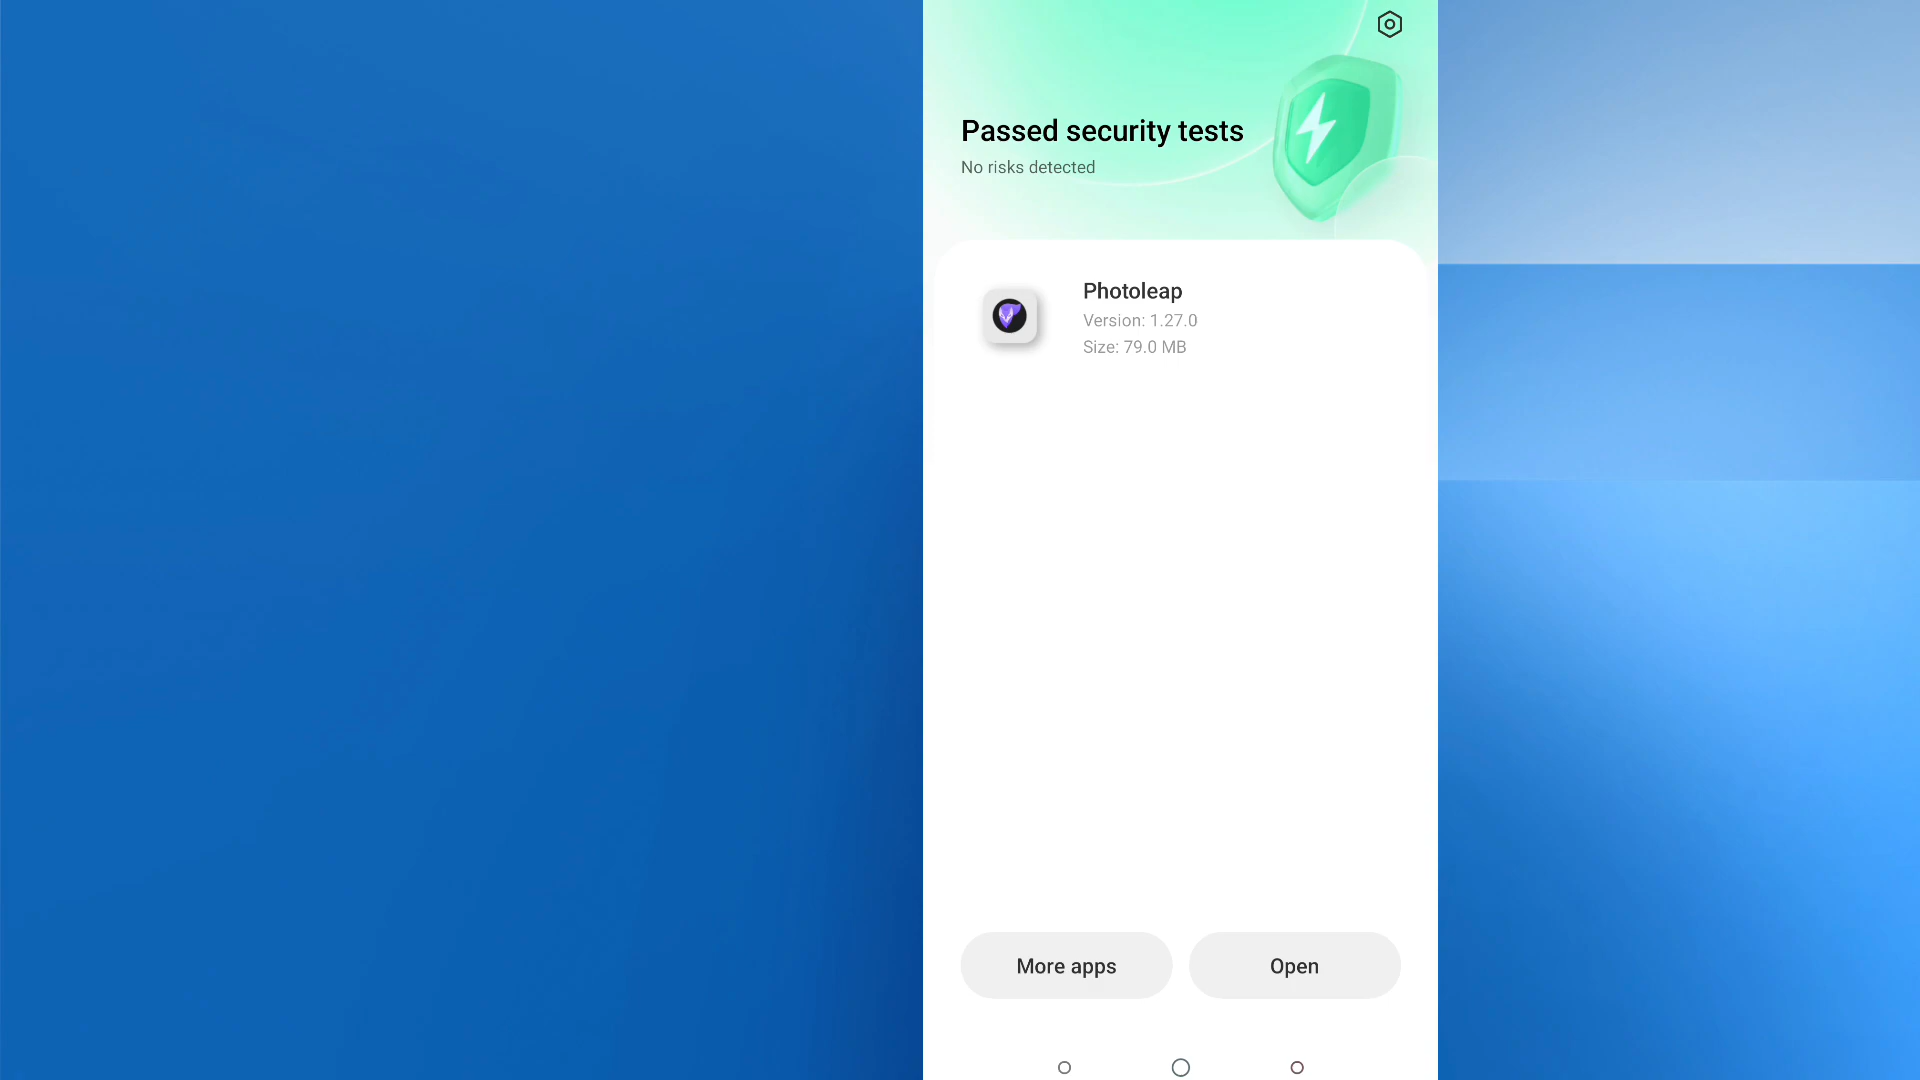 Passed security tests
No risks detected
Photoleap
Version: 1.27.0
Size: 79.0 MB
More apps
Open